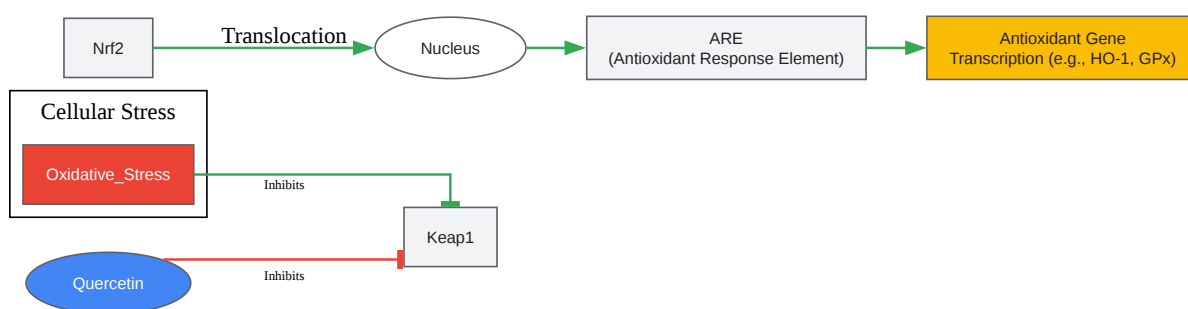 Nrf2
Translocation
Nucleus
ARE
(Antioxidant Response Element)
Antioxidant Gene
Transcription (e.g., HO-1, GPx)
Cellular Stress
Oxidative_Stress
Inhibits
Keap1
Quercetin
Inhibits